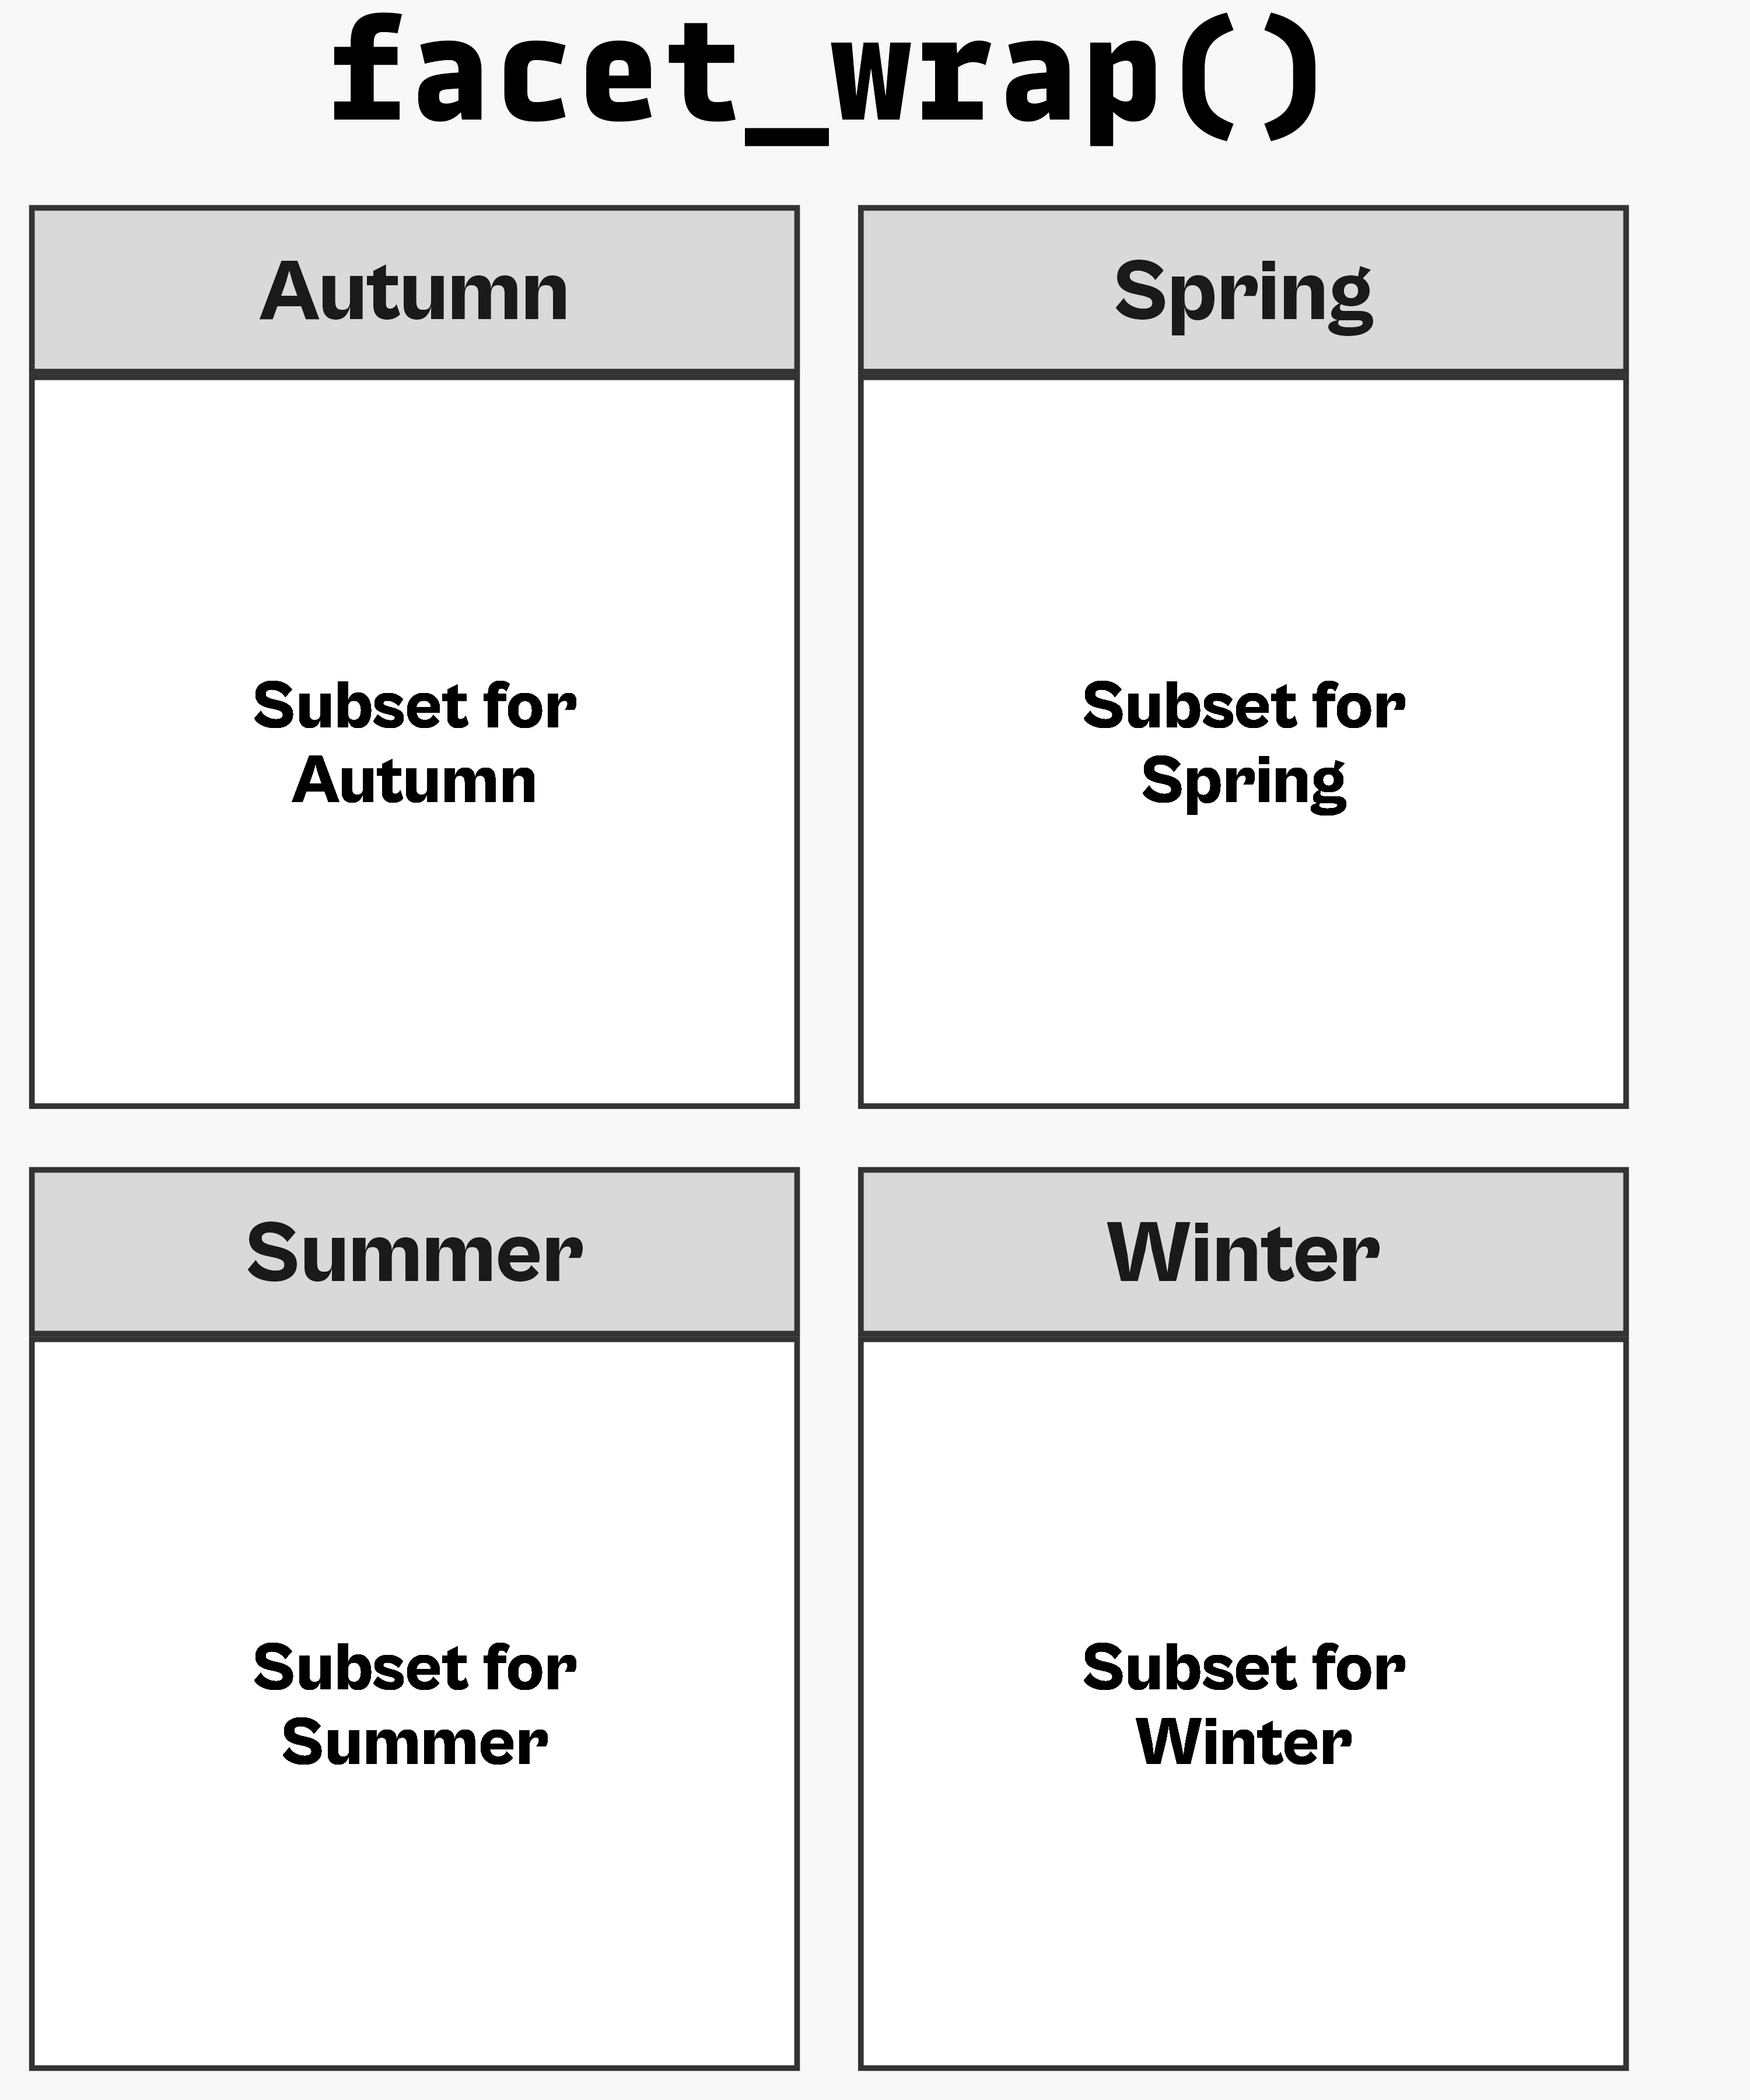 facet_wrap()
Autumn
Spring
Subset for
Autumn
Subset for
Spring
Summer
Winter
Subset for
Summer
Subset for
Winter